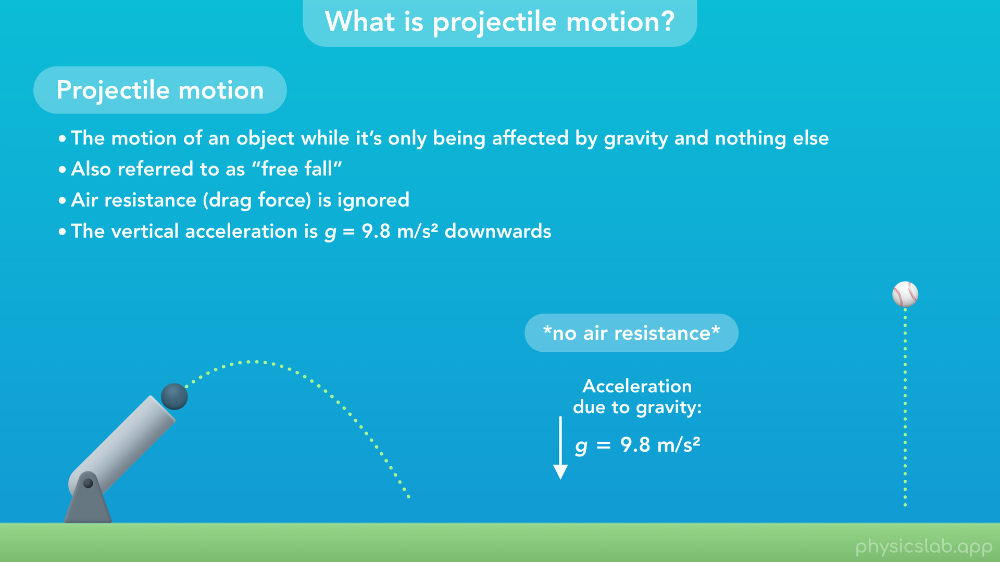 What is projectile motion?
Projectile motion
• The motion of an object while it’s only being affected by gravity and nothing else
• Also referred to as “free fall”
• Air resistance (drag force) is ignored
• The vertical acceleration is g = 9.8 m/s² downwards
*no air resistance*
Acceleration
due to gravity:
g = 9.8 m/s²
physicslab.app